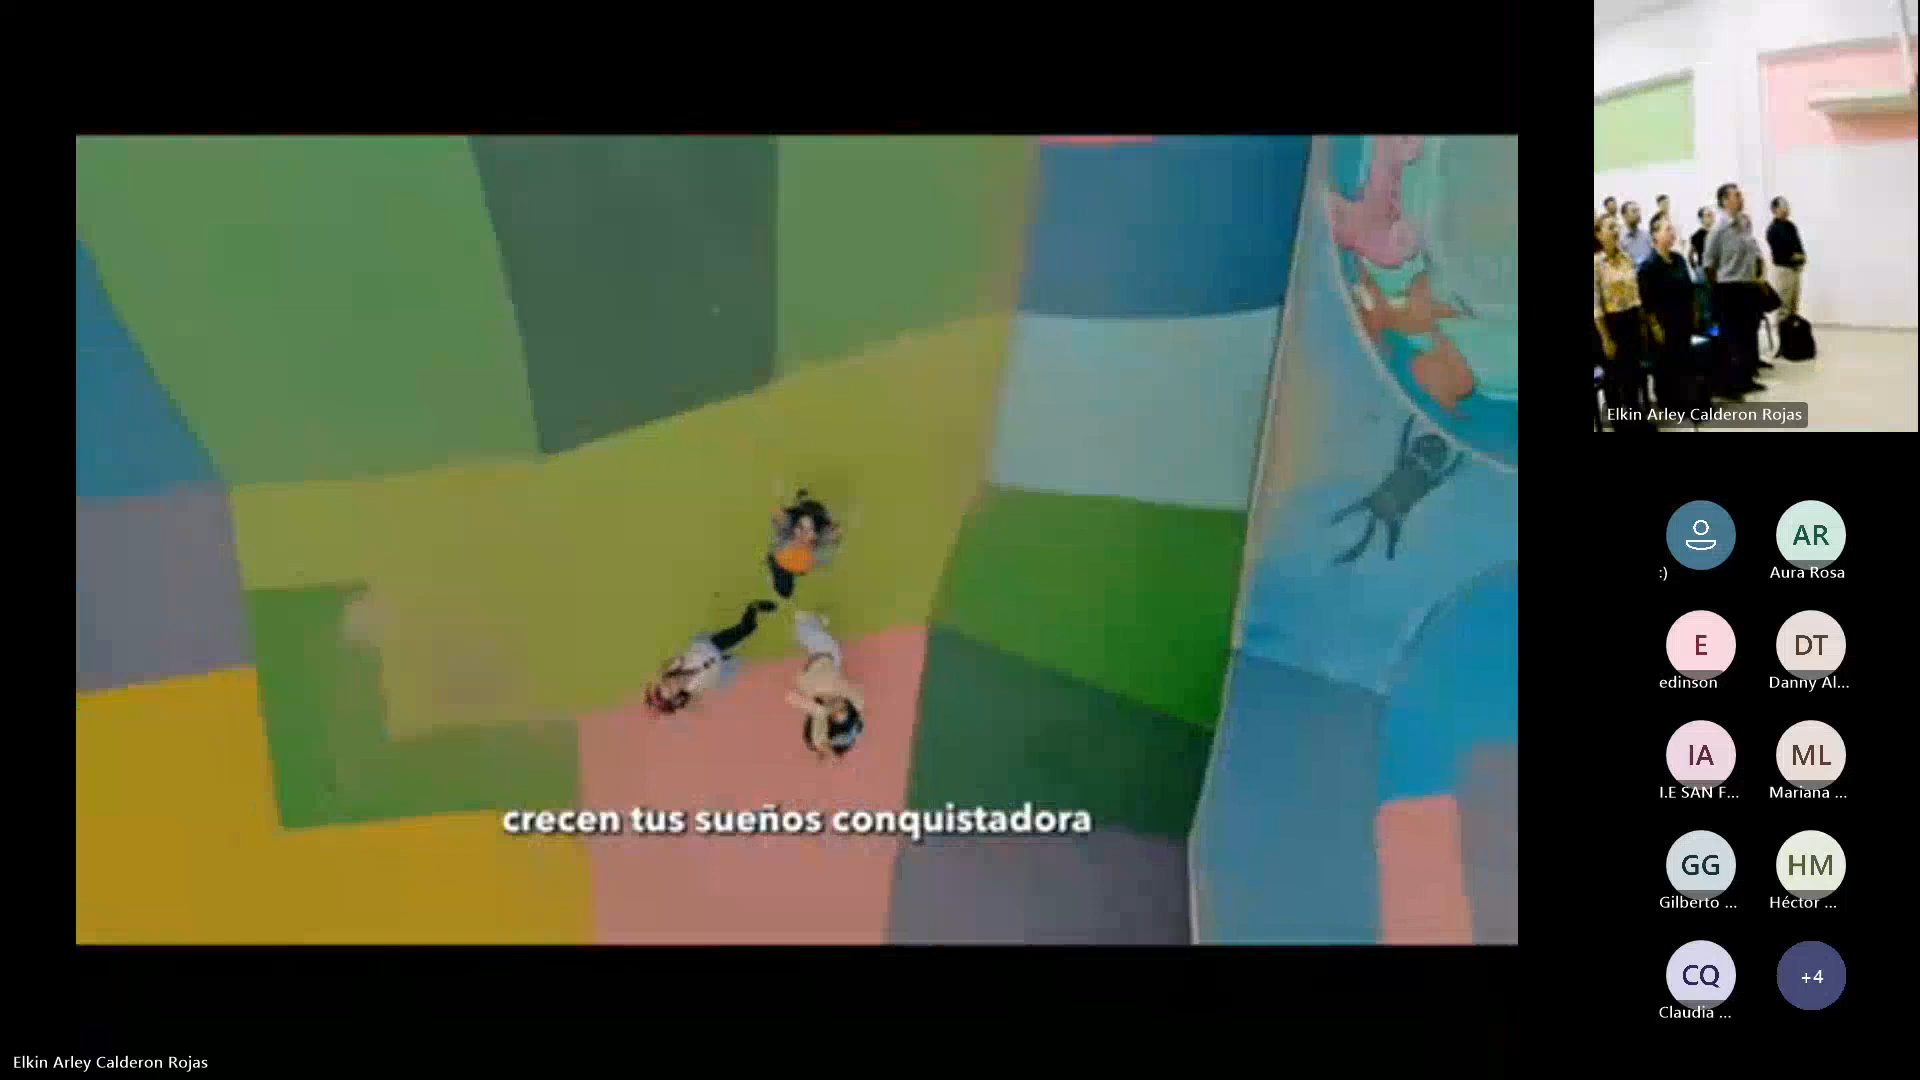 crecen tus sueños conquistadora
Elkin Arley Calderon Rojas
:)
AR
Aura Rosa
E
edinson
DT
Danny Al...
IA
I.E SAN F...
ML
Mariana ...
GG
Gilberto ...
HM
Héctor ...
CQ
Claudia ...
+4
Elkin Arley Calderon Rojas